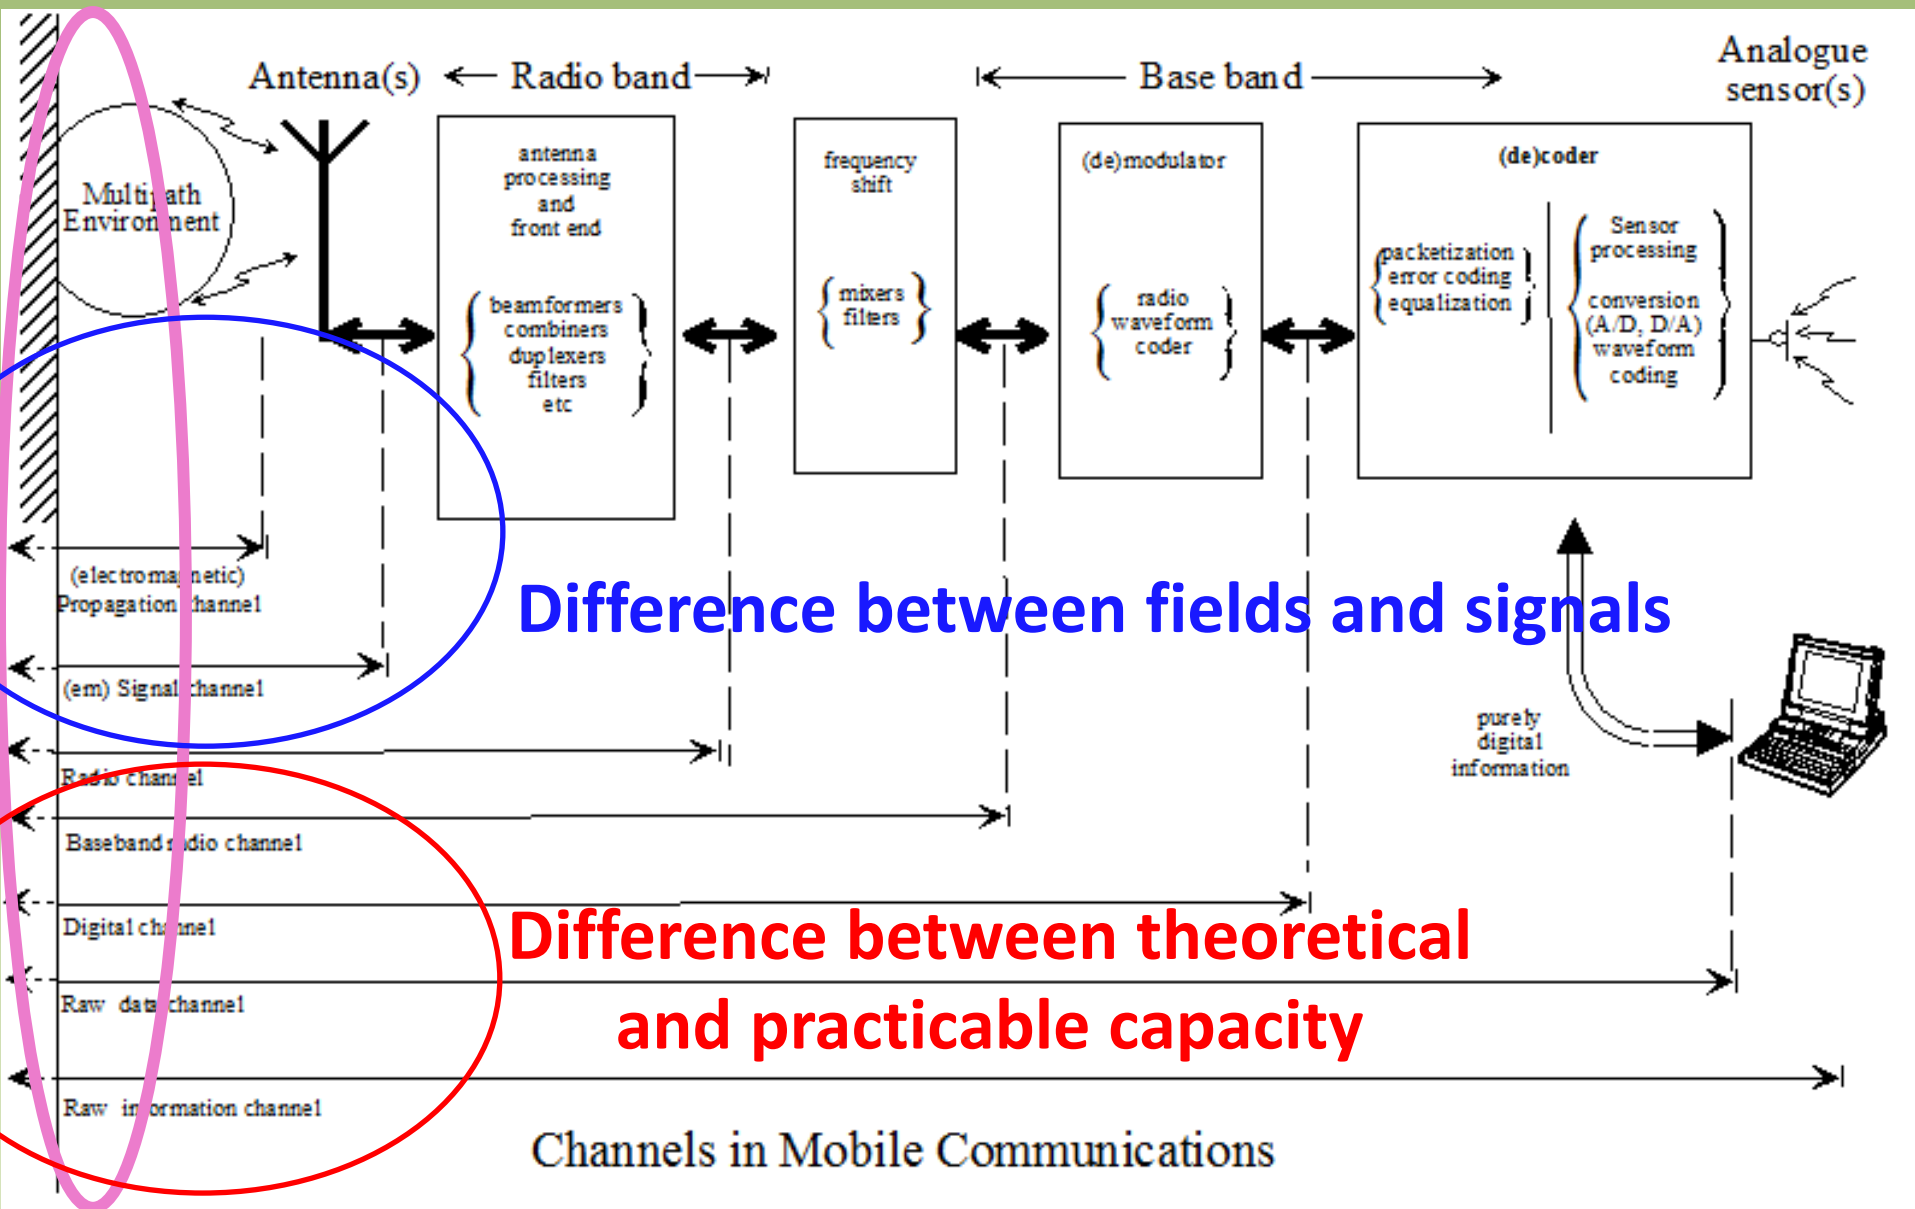 Antenna(s)
Radio band
Base band
Analogue
sensor(s)
Multipath
Environment
antenna
processing
and
front end
beamformers
combiners
duplexers
filters
etc
frequency
shift
mixers
filters
(de)modulator
radio
waveform
coder
(de)coder
packetization
error coding
equalization
Sensor
processing
conversion
(A/D, D/A)
waveform
coding
(electromagnetic)
Propagation channel
Difference between fields and signals
(em) Signal channel
purely
digital
information
Radio channel
Baseband radio channel
Digital channel
Difference between theoretical
and practicable capacity
Raw data channel
Raw information channel
Channels in Mobile Communications